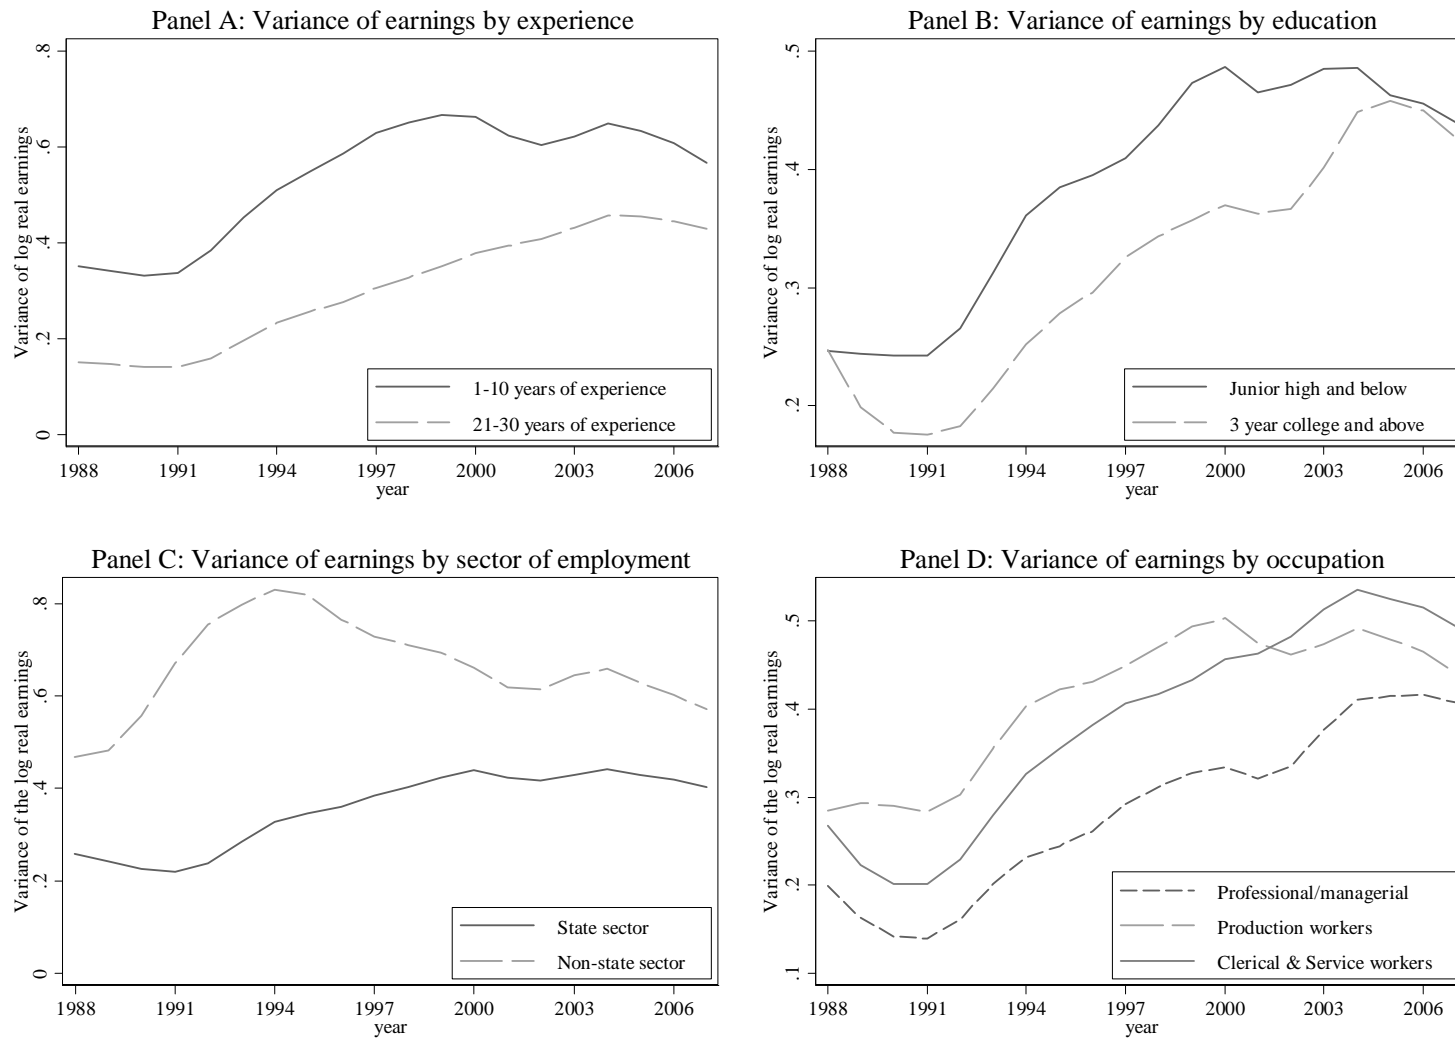 Panel A: Variance of earnings by experience
Variance of log real earnings
.8
.6
.4
.2
0
1-10 years of experience
21-30 years of experience
1988 1991 1994 1997 2000 2003 2006
year
Panel B: Variance of earnings by education
Variance of log real earnings
.5
.4
.3
.2
Junior high and below
3 year college and above
1988 1991 1994 1997 2000 2003 2006
year
Panel C: Variance of earnings by sector of employment
Variance of the log real earnings
.8
.6
.4
.2
0
State sector
Non-state sector
1988 1991 1994 1997 2000 2003 2006
year
Panel D: Variance of earnings by occupation
Variance of the log real earnings
.5
.4
.3
.2
.1
Professional/managerial
Production workers
Clerical & Service workers
1988 1991 1994 1997 2000 2003 2006
year